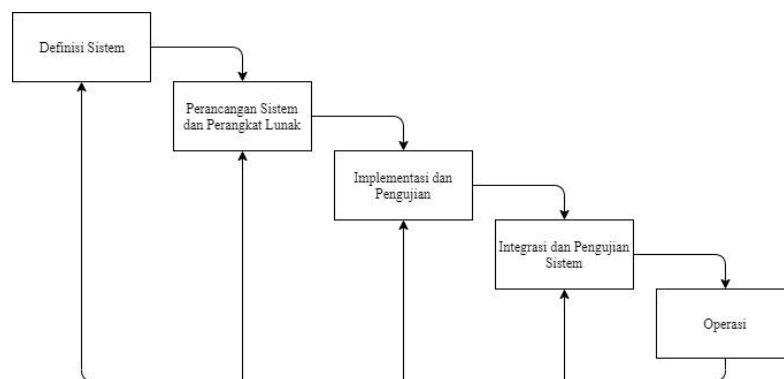 Definisi Sistem
Perancangan Sistem
dan Perangkat Lunak
Implementasi dan
Pengujian
Integrasi dan Pengujian
Sistem
Operasi